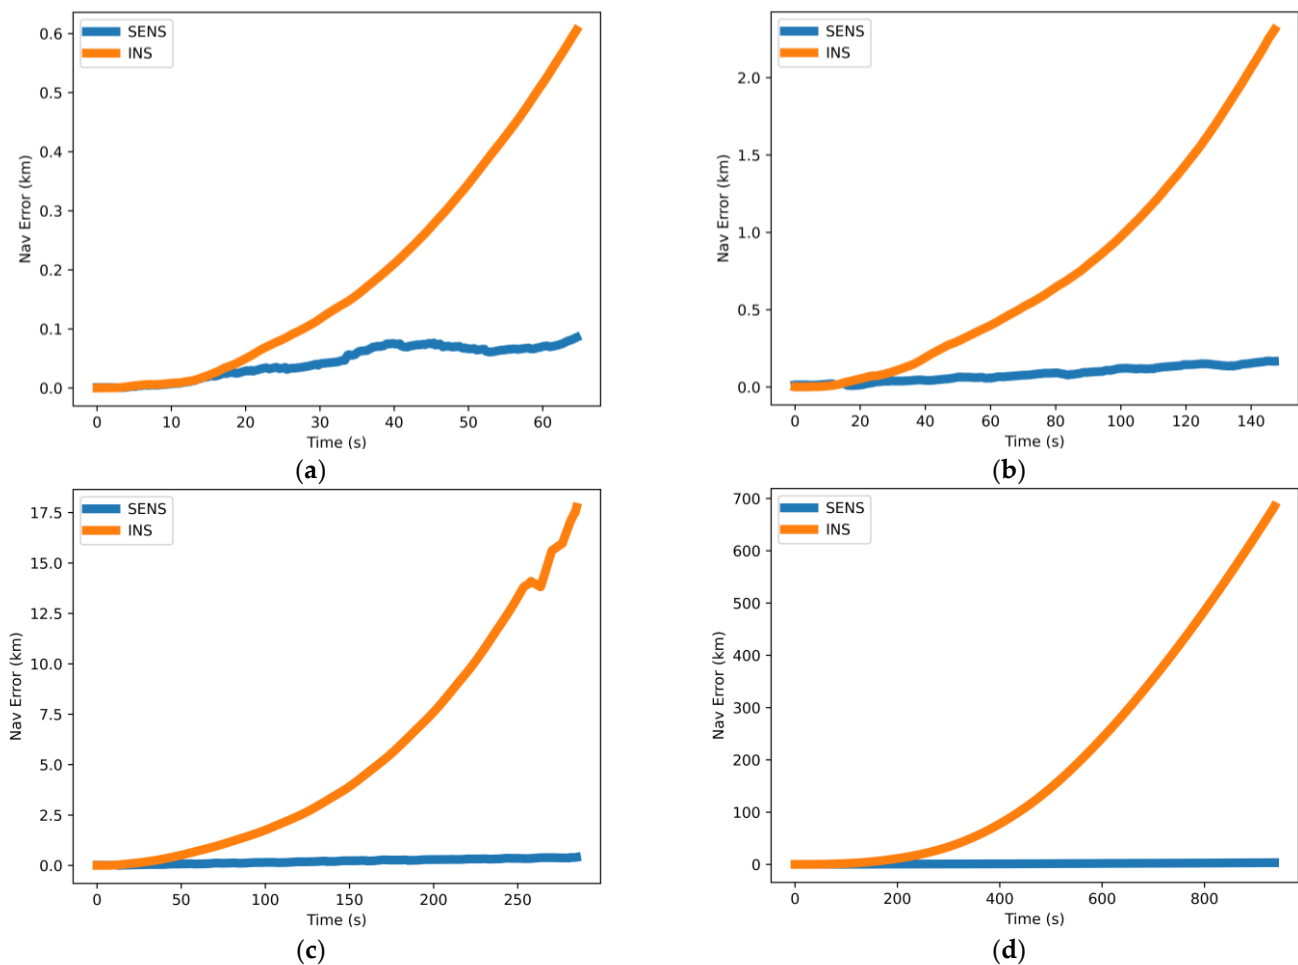 SENS
INS
0.6
0.5
0.4
0.3
0.2
0.1
0.0
Nav Error (km)
0 10 20 30 40 50 60
Time (s)
(a)
SENS
INS
2.0
1.5
1.0
0.5
0.0
Nav Error (km)
0 20 40 60 80 100 120 140
Time (s)
(b)
SENS
INS
17.5
15.0
12.5
10.0
7.5
5.0
2.5
0.0
Nav Error (km)
0 50 100 150 200 250
Time (s)
(c)
SENS
INS
700
600
500
400
300
200
100
0
Nav Error (km)
0 200 400 600 800
Time (s)
(d)